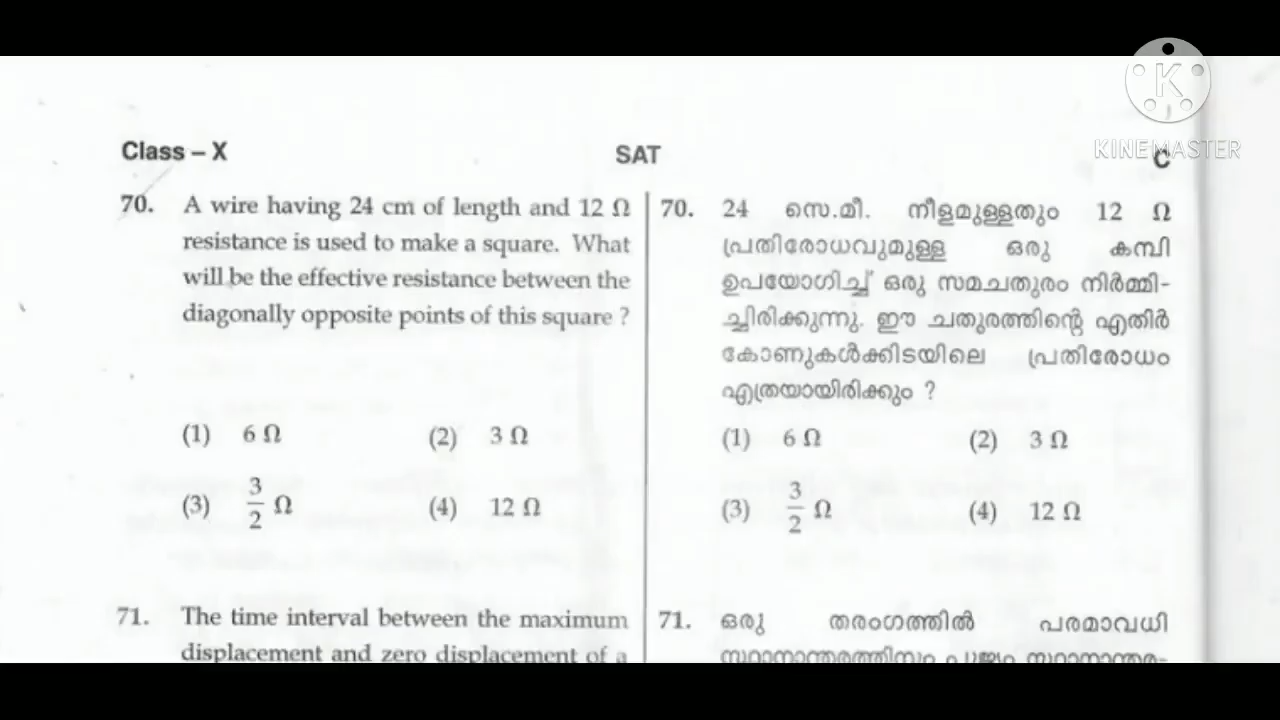 KINEMASTER
Class – X
SAT
C
70. A wire having 24 cm of length and 12 Ω
resistance is used to make a square. What
will be the effective resistance between the
diagonally opposite points of this square ?
(1) 6 Ω (2) 3 Ω
(3) 3/2 Ω (4) 12 Ω
71. The time interval between the maximum
displacement and zero displacement of a
70. 24 സെ.മീ. നീളമുള്ളതും 12 Ω
പ്രതിരോധവുമുള്ള ഒരു കമ്പി
ഉപയോഗിച്ച് ഒരു സമചതുരം നിർമ്മി-
ച്ചിരിക്കുന്നു. ഈ ചതുരത്തിന്റെ എതിർ
കോണുകൾക്കിടയിലെ പ്രതിരോധം
എത്രയായിരിക്കും ?
(1) 6 Ω (2) 3 Ω
(3) 3/2 Ω (4) 12 Ω
71. ഒരു തരംഗത്തിൽ പരമാവധി
സ്ഥാനാന്തരത്തിനും പൂജ്യം സ്ഥാനാന്തര-